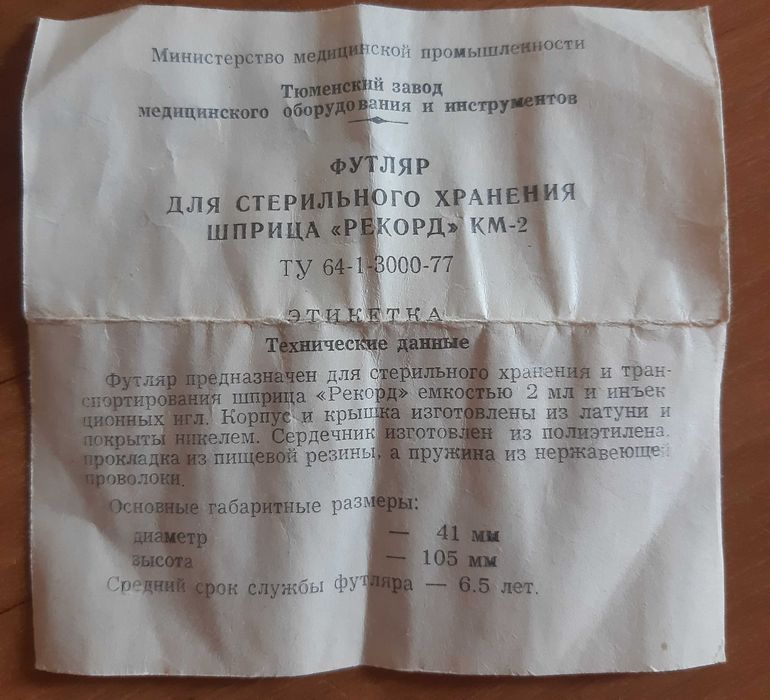 Министерство медицинской промышленности
Тюменский завод
медицинского оборудования и инструментов
ФУТЛЯР
ДЛЯ СТЕРИЛЬНОГО ХРАНЕНИЯ
ШПРИЦА «РЕКОРД» КМ-2
ТУ 64-1-3000-77
ЭТИКЕТКА
Технические данные
Футляр предназначен для стерильного хранения и тран-
спортирования шприца «Рекорд» емкостью 2 мл и инъек
ционных игл. Корпус и крышка изготовлены из латуни и
покрыты никелем. Сердечник изготовлен из полиэтилена.
прокладка из пищевой резины, а пружина из нержавеющей
проволоки.
Основные габаритные размеры:
диаметр — 41 мм
высота — 105 мм
Средний срок службы футляра — 6.5 лет.